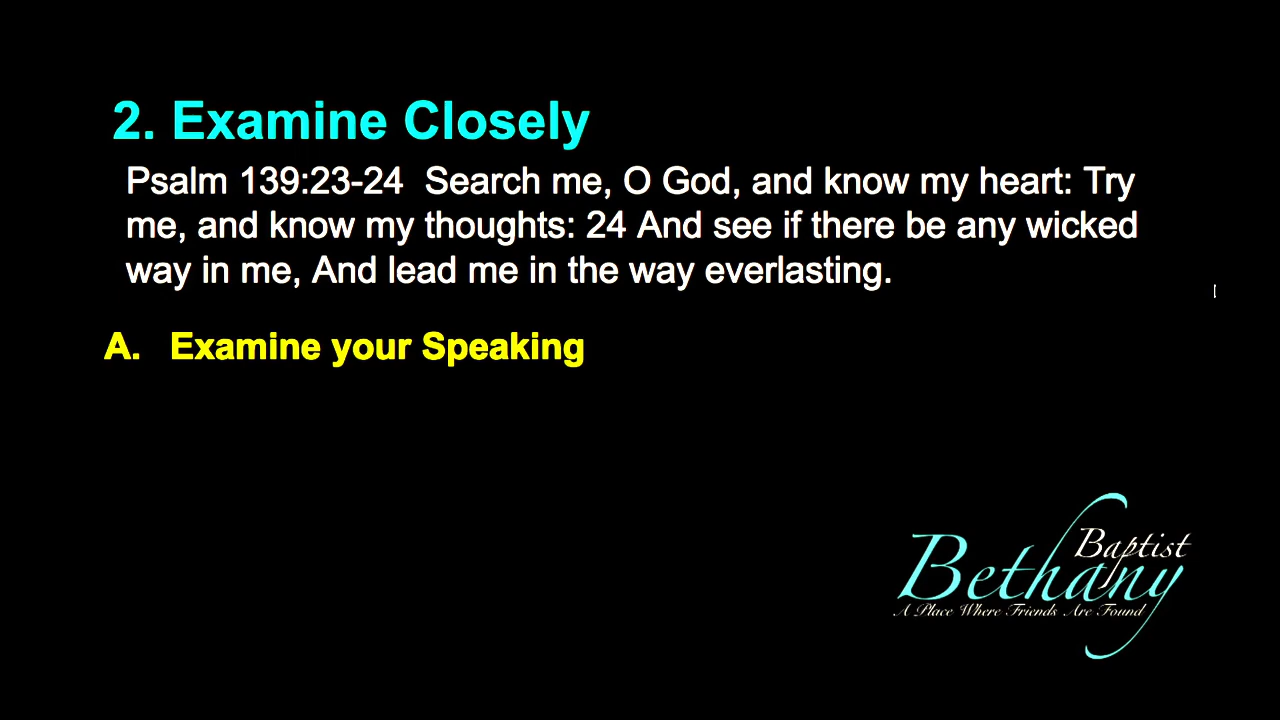 2. Examine Closely
Psalm 139:23-24  Search me, O God, and know my heart: Try
me, and know my thoughts: 24 And see if there be any wicked
way in me, And lead me in the way everlasting.
A. Examine your Speaking
Baptist
Bethany
A Place Where Friends Are Found